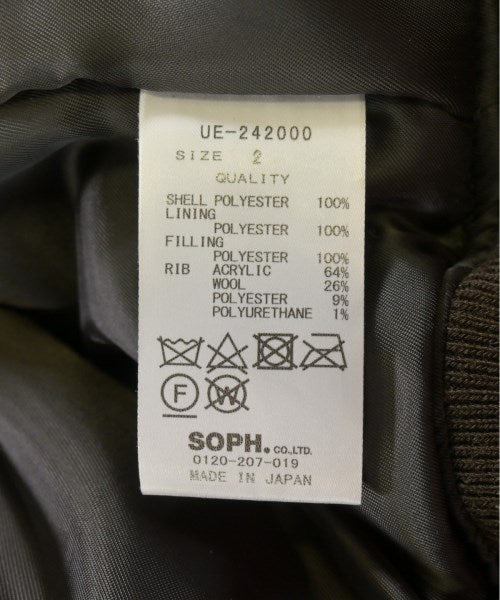 UE-242000
SIZE 2
QUALITY
SHELL POLYESTER 100%
LINING
POLYESTER 100%
FILLING
POLYESTER 100%
RIB ACRYLIC 64%
WOOL 26%
POLYESTER 9%
POLYURETHANE 1%
F W
SOPH. CO.,LTD.
0120-207-019
MADE IN JAPAN